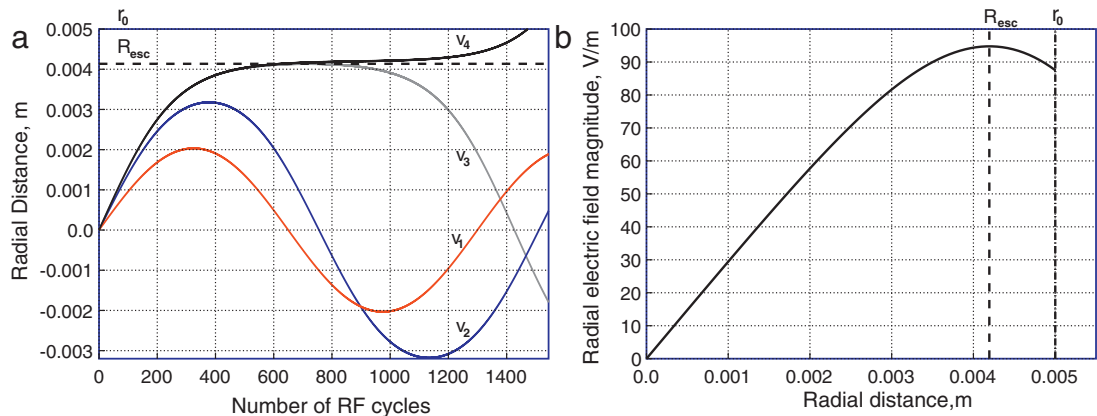 a
r0
Resc
Radial Distance, m
0.005
0.004
0.003
0.002
0.001
0.0
-0.001
-0.002
-0.003
v4
v3
v1
v2
0 200 400 600 800 1000 1200 1400
Number of RF cycles
b
Resc r0
Radial electric field magnitude, V/m
100
90
80
70
60
50
40
30
20
10
0
0.0 0.001 0.002 0.003 0.004 0.005
Radial distance,m